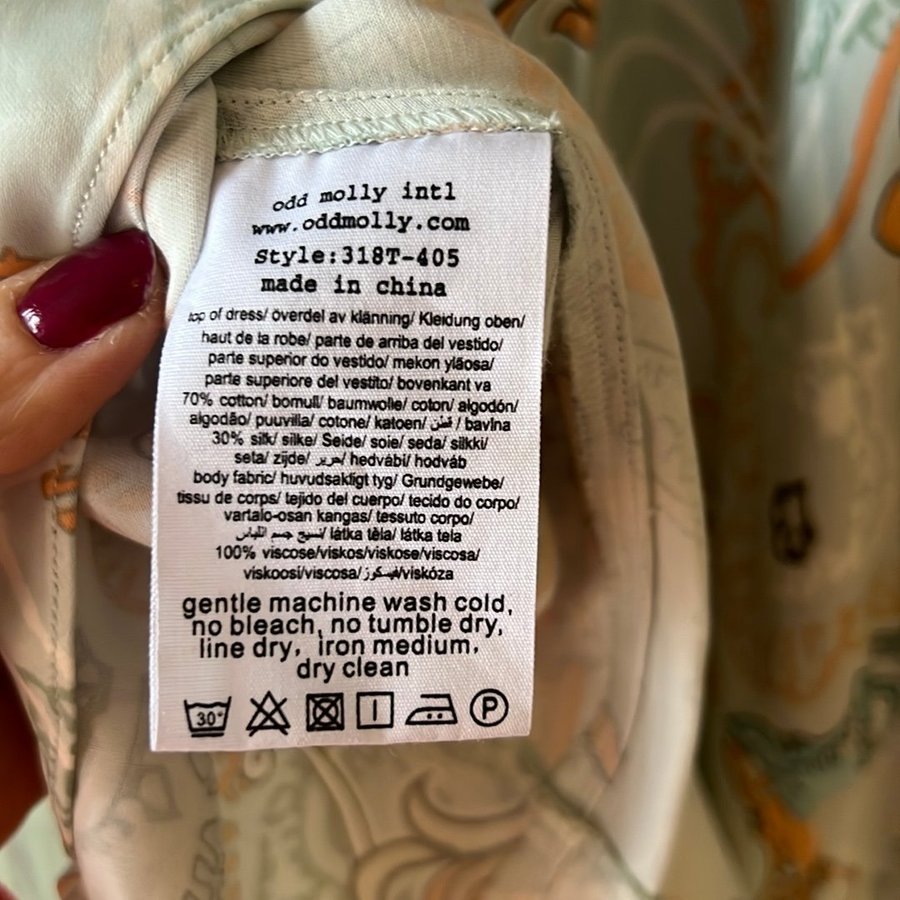 odd molly intl
www.oddmolly.com
Style:318T-405
made in china
top of dress/ överdel av klänning/ Kleidung oben/
haut de la robe/ parte de arriba del vestido/
parte superior do vestido/ mekon yläosa/
parte superiore del vestito/ bovenkant va
70% cotton/ bomull/ baumwolle/ coton/ algodón/
algodão/ puuvilla/ cotone/ katoen/ قطن / bavlna
30% silk/ silke/ Seide/ soie/ seda/ silkki/
seta/ zijde/ حرير/ hedvábí/ hodváb
body fabric/ huvudsakligt tyg/ Grundgewebe/
tissu de corps/ tejido del cuerpo/ tecido do corpo/
vartalo-osan kangas/ tessuto corpo/
نسيج جسم اللباس/ látka těla/ látka tela
100% viscose/viskos/viskose/viscosa/
viskoosi/viscosa/فيسكوز/viskóza
gentle machine wash cold,
no bleach, no tumble dry,
line dry, iron medium,
dry clean
30° P